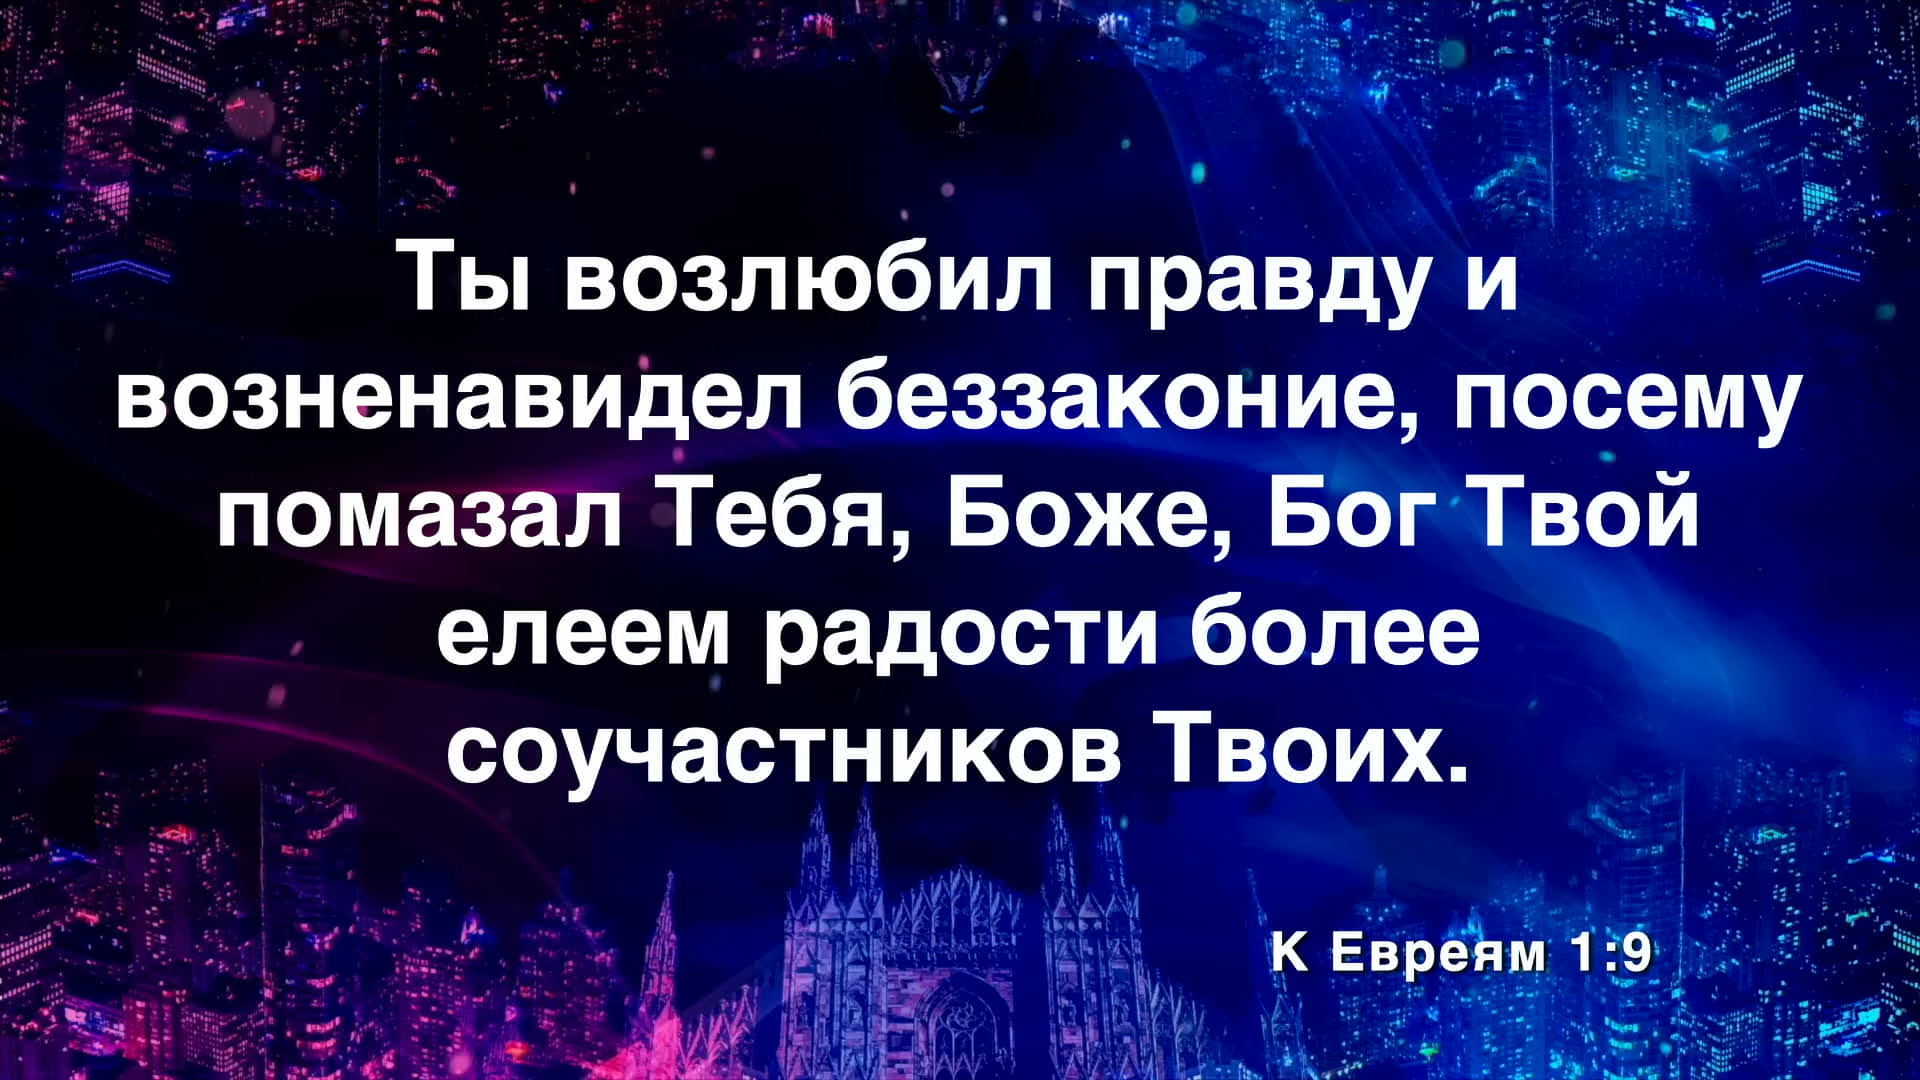 Ты возлюбил правду и
возненавидел беззаконие, посему
помазал Тебя, Боже, Бог Твой
елеем радости более
соучастников Твоих.
К Евреям 1:9